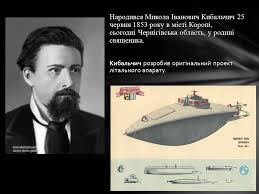 Народився Микола Іванович Кибальчич 25
червня 1853 року в місті Коропі,
сьогодні Чернігівська область, у родині
священика.
Кибальчич розробив оригінальний проект
літального апарату.